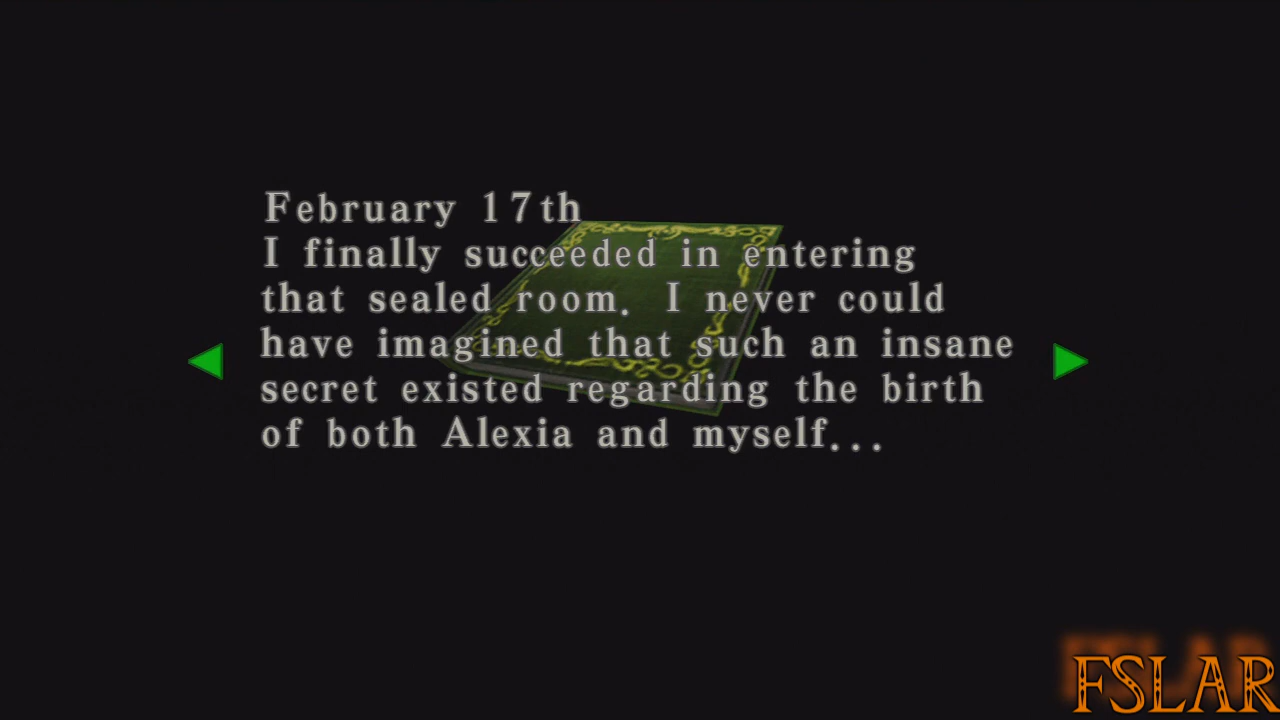 February 17th
I finally succeeded in entering
that sealed room. I never could
have imagined that such an insane
secret existed regarding the birth
of both Alexia and myself...
FSLAR